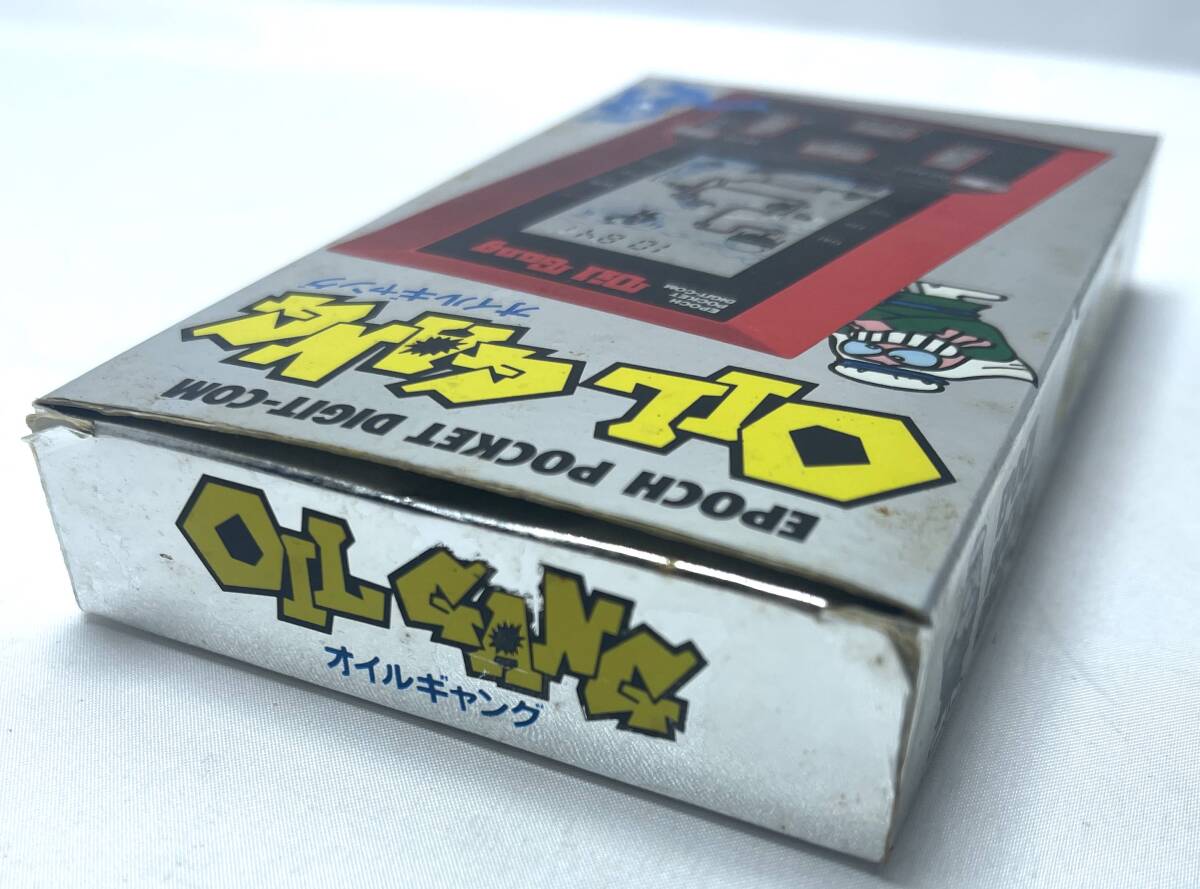 EPOCH POCKET DIGIT-COM
OIL GANG
オイルギャング
EPOCH
POCKET
DIGIT-COM
Oil Gang
OIL GANG
オイルギャング